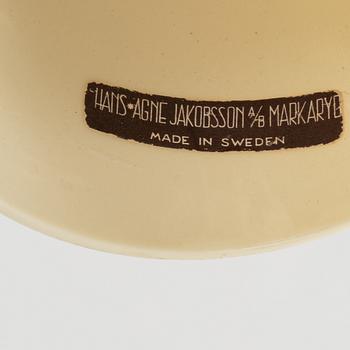 HANS-AGNE JAKOBSSON A/B MARKARYD
MADE IN SWEDEN